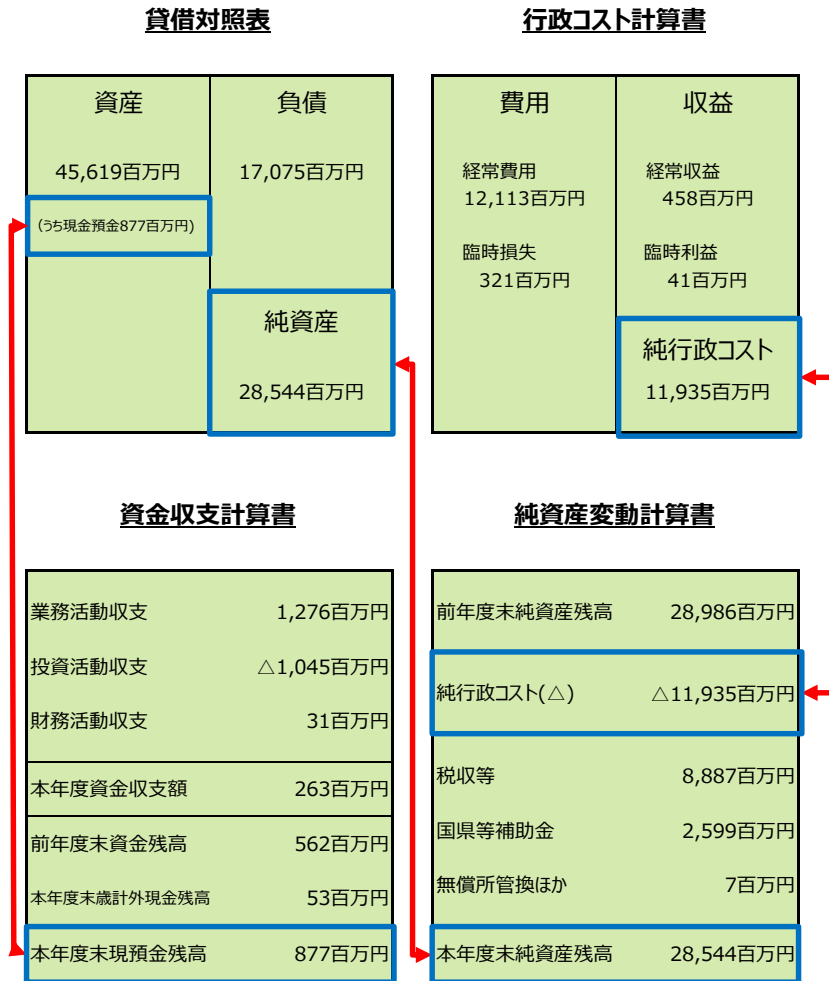 貸借対照表
資産
負債
45,619百万円
17,075百万円
(うち現金預金877百万円)
純資産
28,544百万円
行政コスト計算書
費用
収益
経常費用
12,113百万円
経常収益
458百万円
臨時損失
321百万円
臨時利益
41百万円
純行政コスト
11,935百万円
資金収支計算書
業務活動収支 1,276百万円
投資活動収支 △1,045百万円
財務活動収支 31百万円
本年度資金収支額 263百万円
前年度末資金残高 562百万円
本年度末歳計外現金残高 53百万円
本年度末現預金残高 877百万円
純資産変動計算書
前年度末純資産残高 28,986百万円
純行政コスト(△) △11,935百万円
税収等 8,887百万円
国県等補助金 2,599百万円
無償所管換ほか 7百万円
本年度末純資産残高 28,544百万円